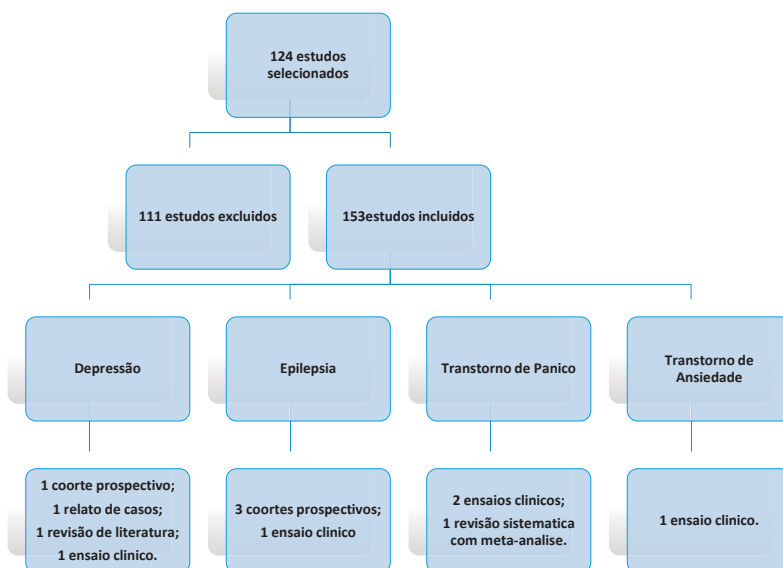 124 estudos
selecionados
111 estudos excluidos
153estudos incluidos
Depressão
Epilepsia
Transtorno de Panico
Transtorno de
Ansiedade
1 coorte prospectivo;
1 relato de casos;
1 revisão de literatura;
1 ensaio clinico.
3 coortes prospectivos;
1 ensaio clinico
2 ensaios clinicos;
1 revisão sistematica
com meta-analise.
1 ensaio clinico.